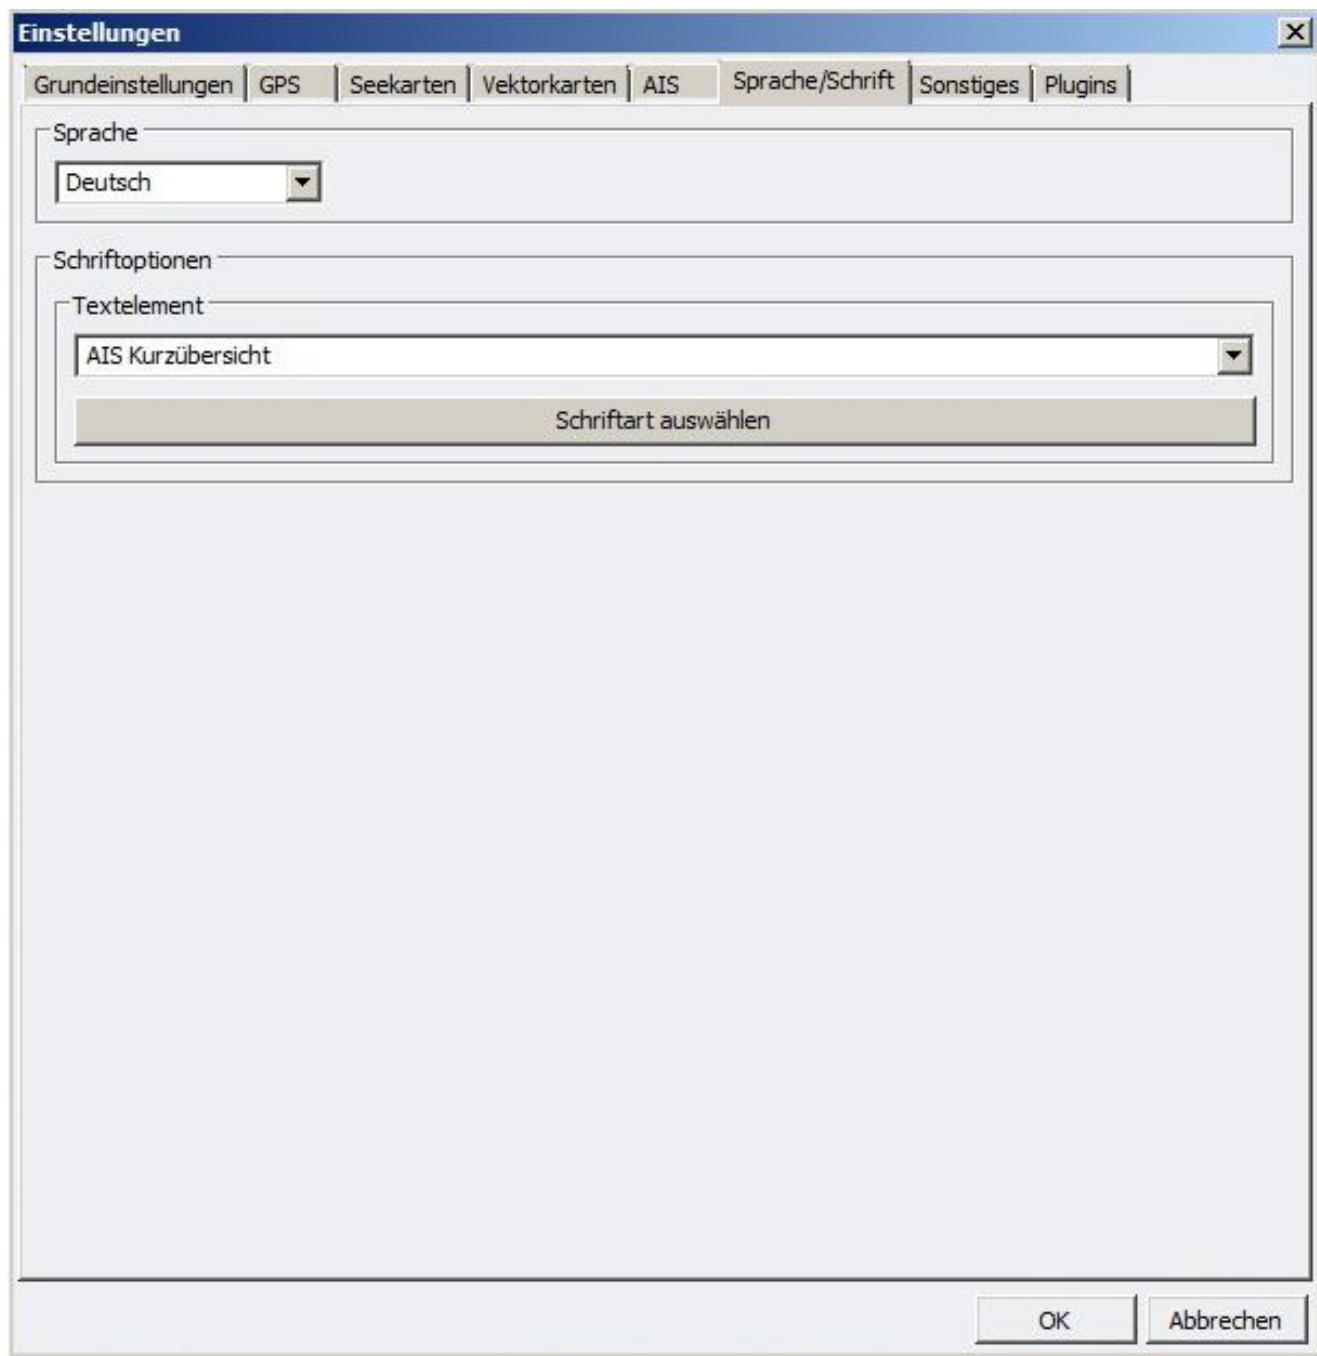 Einstellungen
Grundeinstellungen GPS Seekarten Vektorkarten AIS Sprache/Schrift Sonstiges Plugins
Sprache
Deutsch
Schriftoptionen
Textelement
AIS Kurzübersicht
Schriftart auswählen
OK Abbrechen